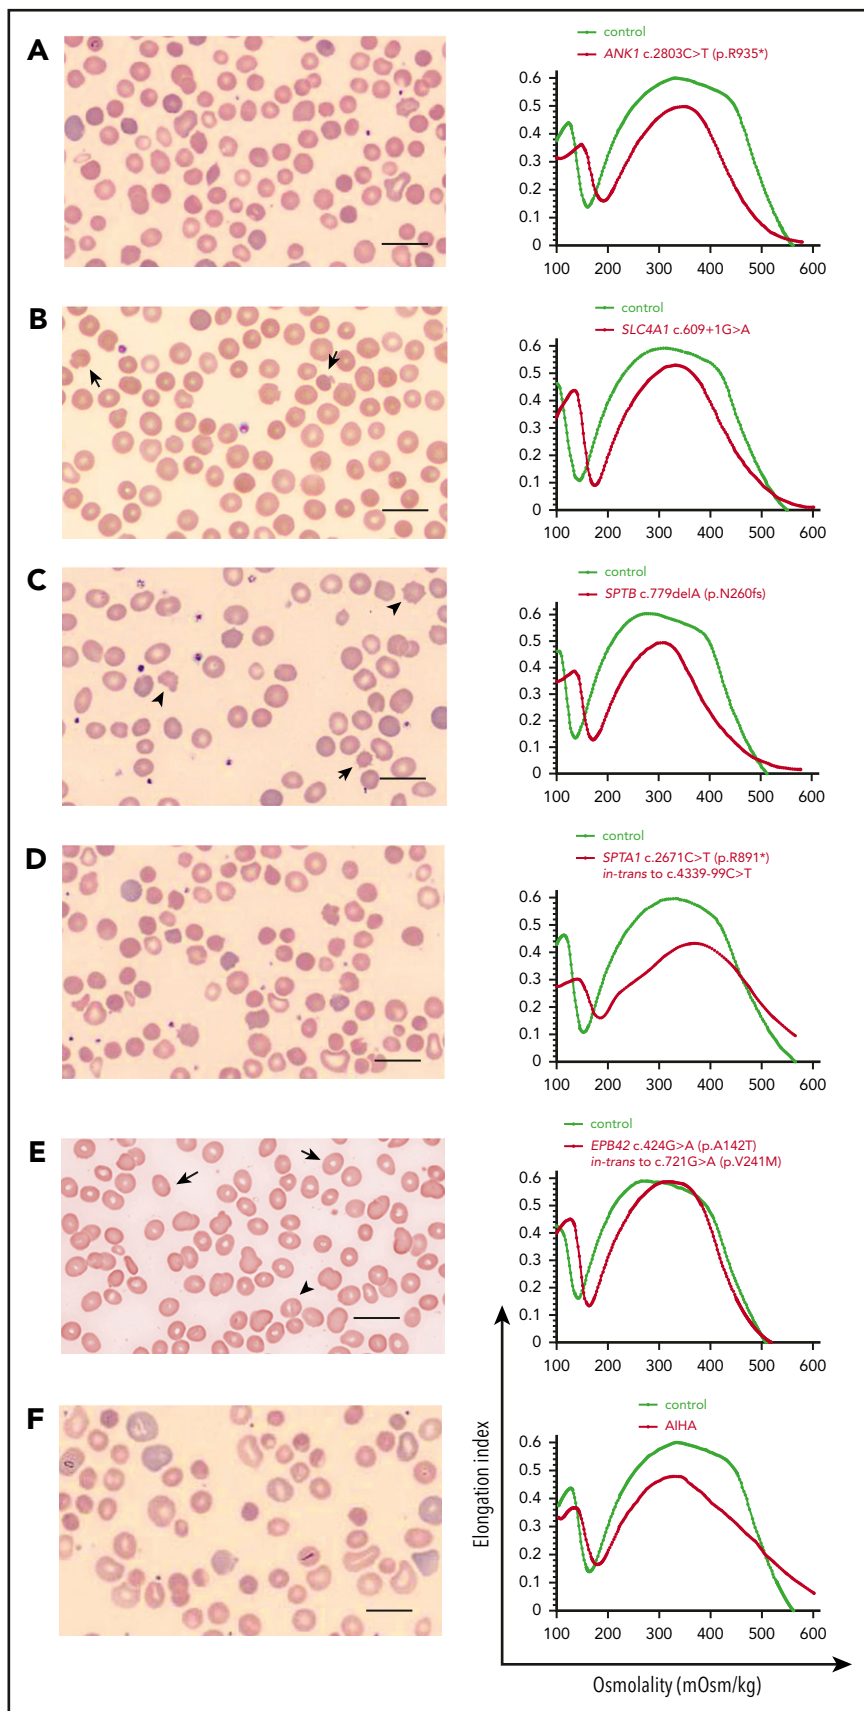 A
control
ANK1 c.2803C>T (p.R935*)
0.6
0.5
0.4
0.3
0.2
0.1
0
100 200 300 400 500 600
B
control
SLC4A1 c.609+1G>A
0.6
0.5
0.4
0.3
0.2
0.1
0
100 200 300 400 500 600
C
control
SPTB c.779delA (p.N260fs)
0.6
0.5
0.4
0.3
0.2
0.1
0
100 200 300 400 500 600
D
control
SPTA1 c.2671C>T (p.R891*)
in-trans to c.4339-99C>T
0.6
0.5
0.4
0.3
0.2
0.1
0
100 200 300 400 500 600
E
control
EPB42 c.424G>A (p.A142T)
in-trans to c.721G>A (p.V241M)
0.6
0.5
0.4
0.3
0.2
0.1
0
100 200 300 400 500 600
F
control
AIHA
0.6
0.5
0.4
0.3
0.2
0.1
0
100 200 300 400 500 600
Elongation index
Osmolality (mOsm/kg)